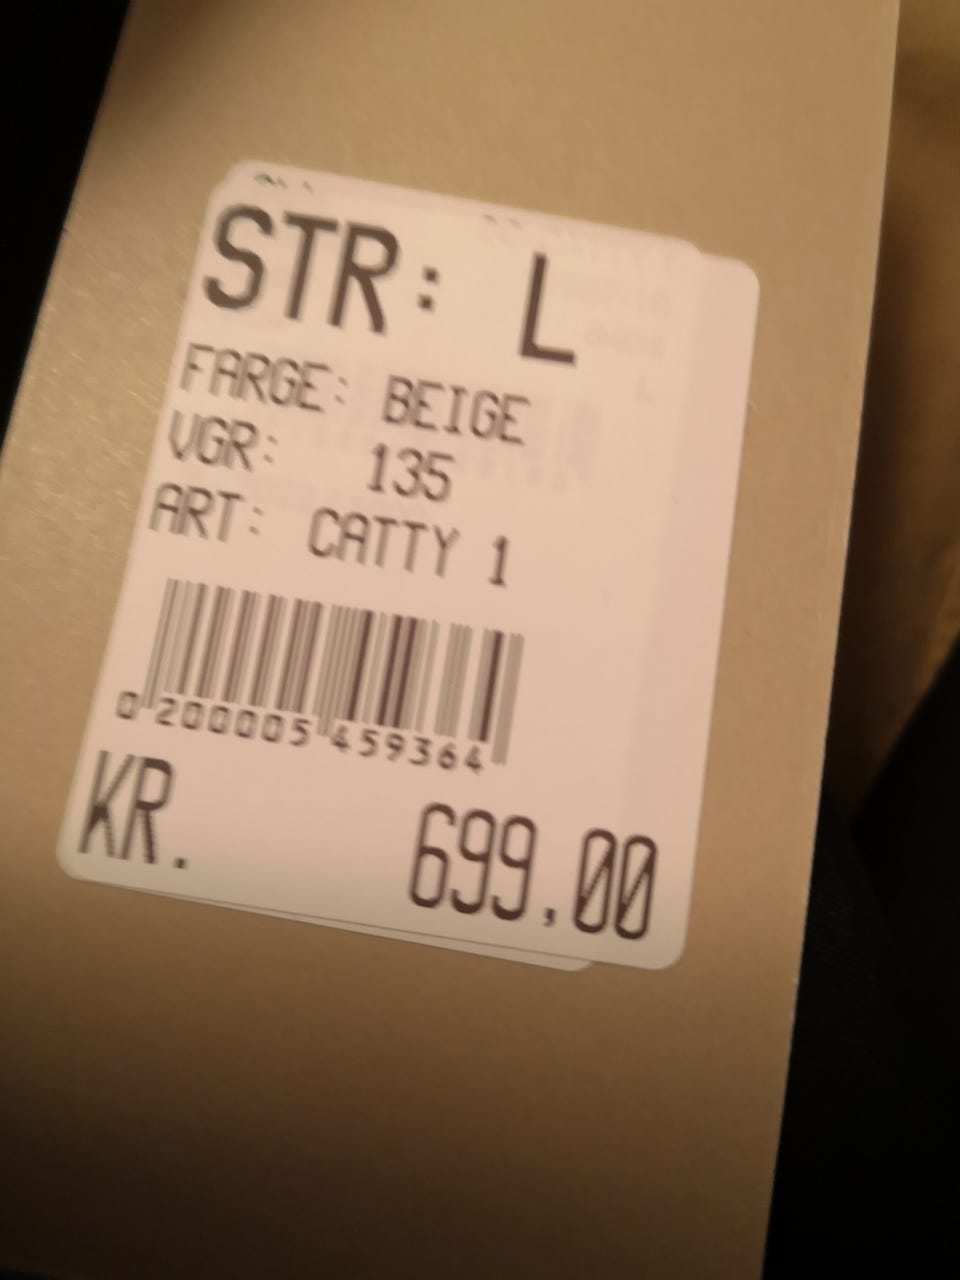 STR: L
FARGE: BEIGE
VGR: 135
ART: CATTY 1
0 200005 459364
KR. 699,00